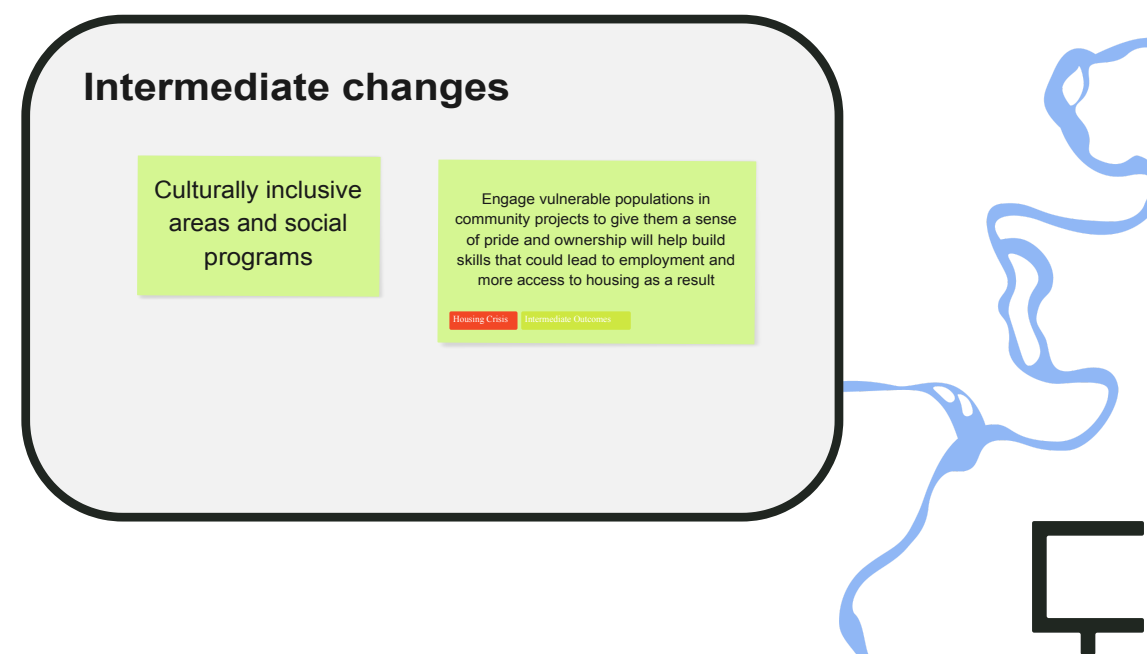 Intermediate changes
Culturally inclusive
areas and social
programs
Engage vulnerable populations in
community projects to give them a sense
of pride and ownership will help build
skills that could lead to employment and
more access to housing as a result
Housing Crisis
Intermediate Outcomes